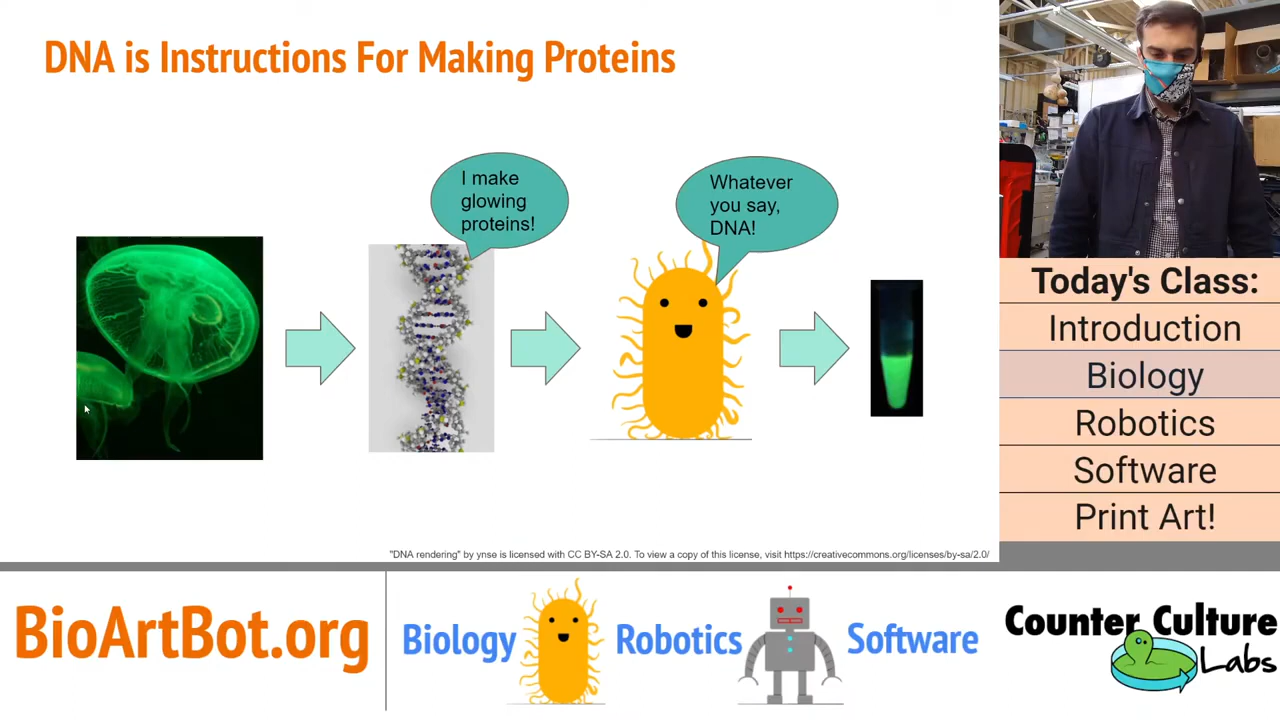 DNA is Instructions For Making Proteins
I make
glowing
proteins!
Whatever
you say,
DNA!
"DNA rendering" by ynse is licensed with CC BY-SA 2.0. To view a copy of this license, visit https://creativecommons.org/licenses/by-sa/2.0/
Today's Class:
Introduction
Biology
Robotics
Software
Print Art!
BioArtBot.org
Biology
Robotics
Software
Counter Culture
Labs